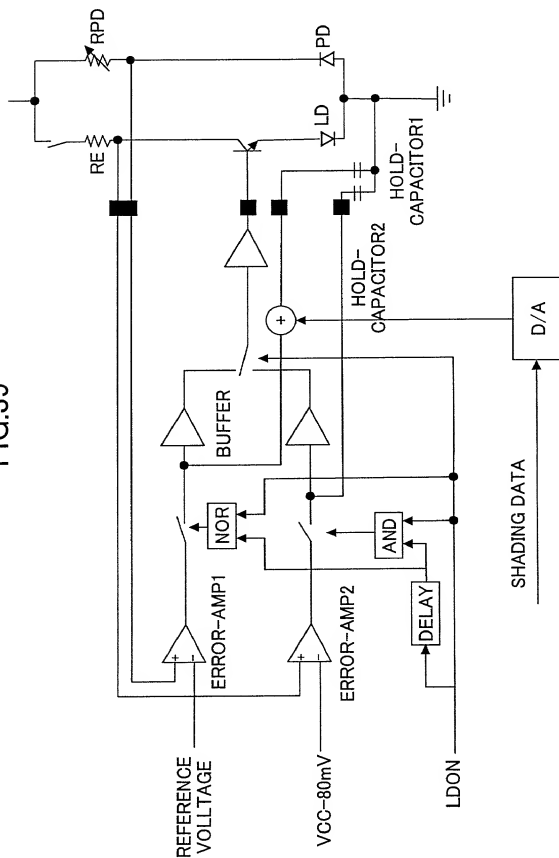 FIG.39
REFERENCE
VOLLTAGE
VCC-80mV
LDON
ERROR-AMP1
ERROR-AMP2
+
−
+
−
NOR
AND
DELAY
BUFFER
+
SHADING DATA
D/A
HOLD-
CAPACITOR2
HOLD-
CAPACITOR1
RE
RPD
LD
PD